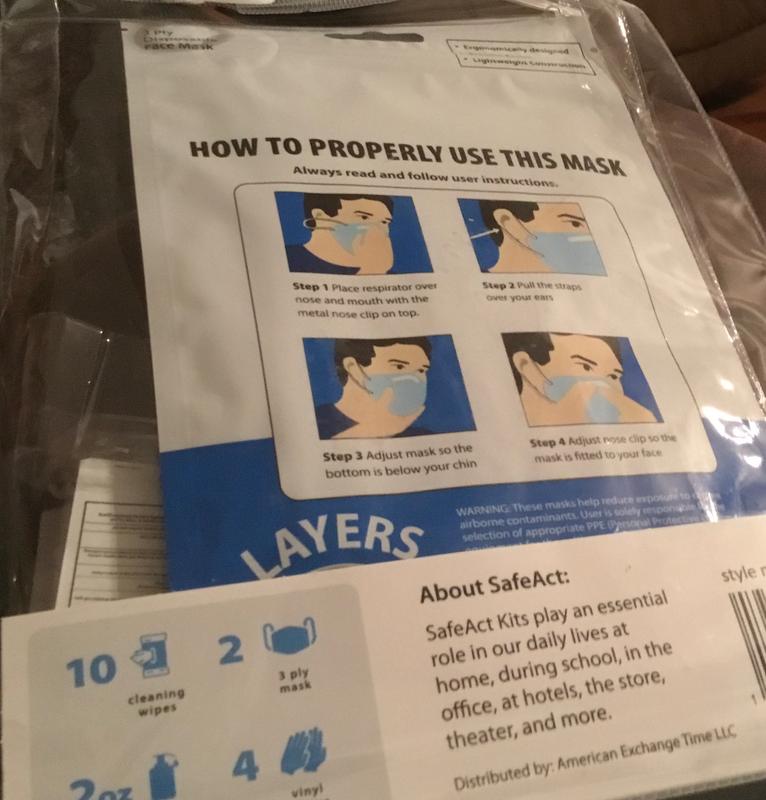 3 Ply
Disposable
Face Mask
• Ergonomically designed
• Lightweight Construction
HOW TO PROPERLY USE THIS MASK
Always read and follow user instructions.
Step 1 Place respirator over
nose and mouth with the
metal nose clip on top.
Step 2 Pull the straps
over your ears
Step 3 Adjust mask so the
bottom is below your chin
Step 4 Adjust nose clip so the
mask is fitted to your face
LAYERS
WARNING: These masks help reduce exposure to
airborne contaminants. User is solely responsible
selection of appropriate PPE (Personal Protective
10
cleaning
wipes
2
3 ply
mask
2oz
4
vinyl
About SafeAct:
SafeAct Kits play an essential
role in our daily lives at
home, during school, in the
office, at hotels, the store,
theater, and more.
Distributed by: American Exchange Time LLC
style
1